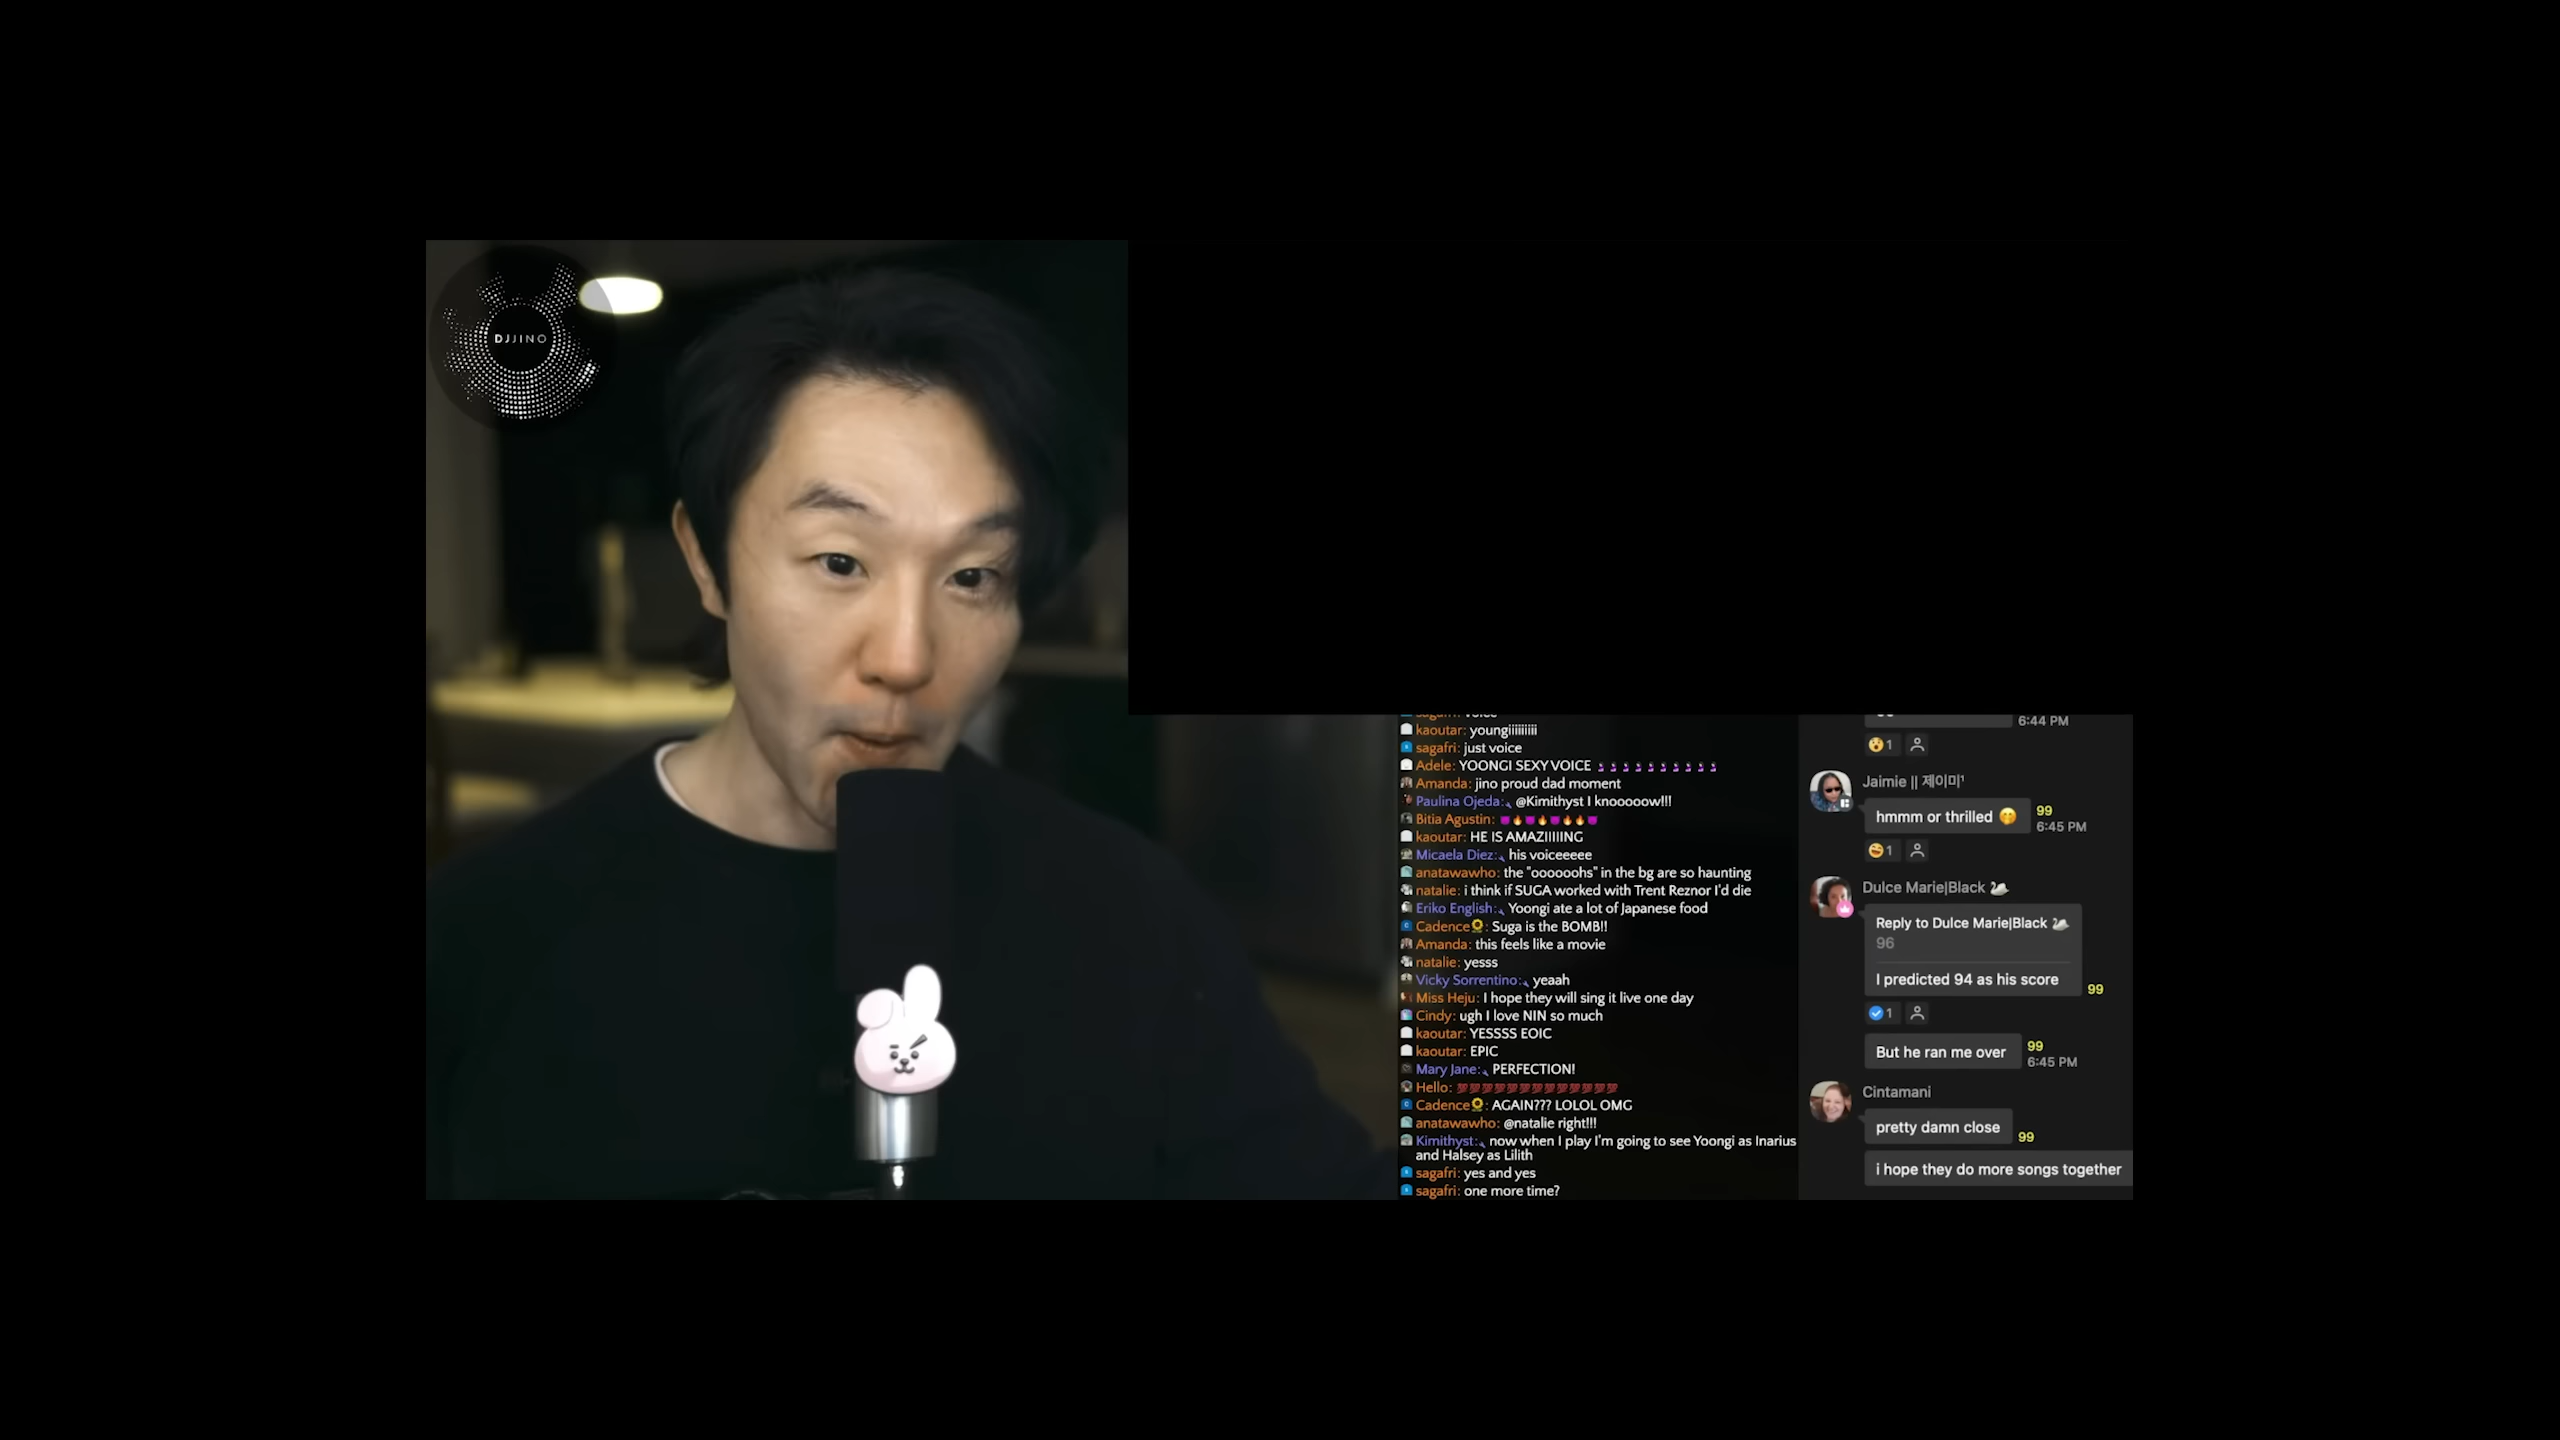 DJJINO
sagafri: voice
kaoutar: youngiiiiiiiii
sagafri: just voice
Adele: YOONGI SEXY VOICE
Amanda: jino proud dad moment
Paulina Ojeda: @Kimithyst I knooooow!!!
Bitia Agustin:
kaoutar: HE IS AMAZIIIIING
Micaela Diez: his voiceeeee
anatawawho: the "ooooohs" in the bg are so haunting
natalie: i think if SUGA worked with Trent Reznor I'd die
Eriko English: Yoongi ate a lot of Japanese food
Cadence🌻: Suga is the BOMB!!
Amanda: this feels like a movie
natalie: yesss
Vicky Sorrentino: yeaah
Miss Heju: I hope they will sing it live one day
Cindy: ugh I love NIN so much
kaoutar: YESSSS EOIC
kaoutar: EPIC
Mary Jane: PERFECTION!
Hello: 💯💯💯💯💯💯💯💯💯💯💯💯💯
Cadence🌻: AGAIN??? LOLOL OMG
anatawawho: @natalie right!!!
Kimithyst: now when I play I'm going to see Yoongi as Inarius
and Halsey as Lilith
sagafri: yes and yes
sagafri: one more time?
6:44 PM
1
Jaimie || 제이미¹
hmmm or thrilled 🤭
99
6:45 PM
1
Dulce Marie|Black 🦢
Reply to Dulce Marie|Black 🦢
96
I predicted 94 as his score
99
1
But he ran me over
99
6:45 PM
Cintamani
pretty damn close
99
i hope they do more songs together